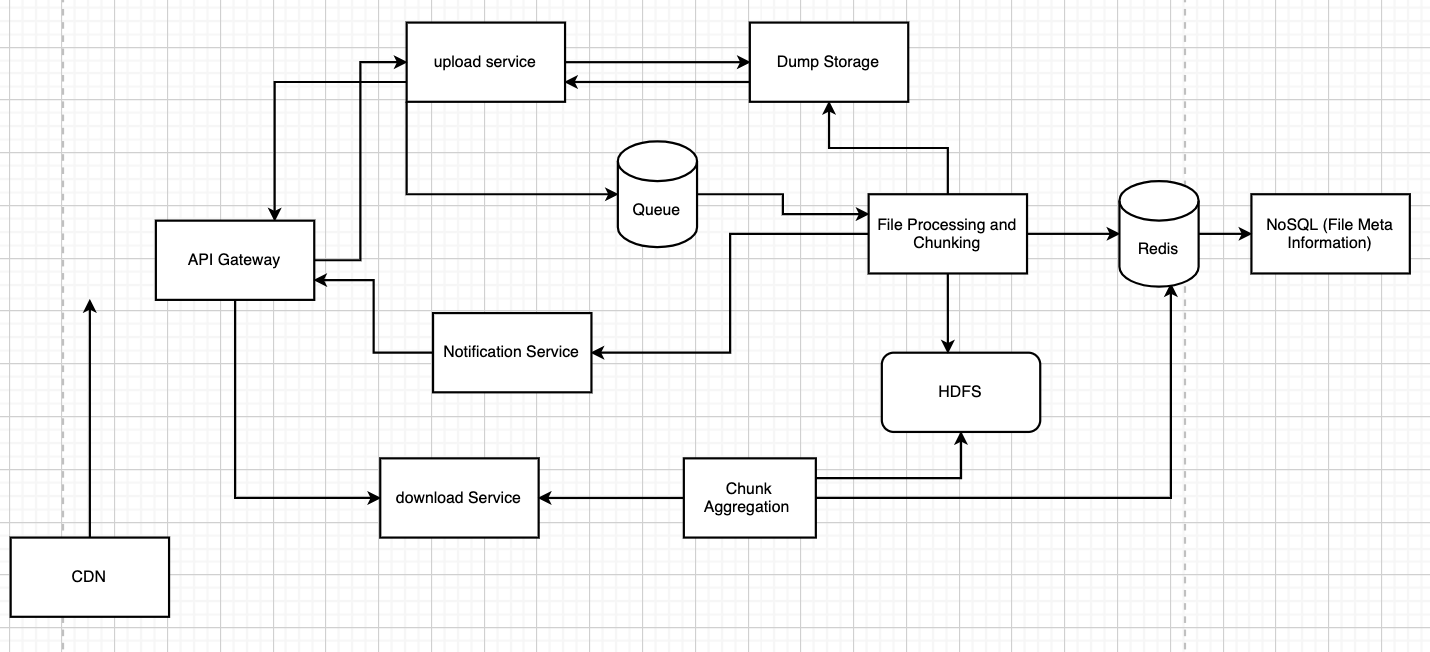 upload service
Dump Storage
Queue
File Processing and
Chunking
Redis
NoSQL (File Meta
Information)
API Gateway
Notification Service
HDFS
download Service
Chunk
Aggregation
CDN